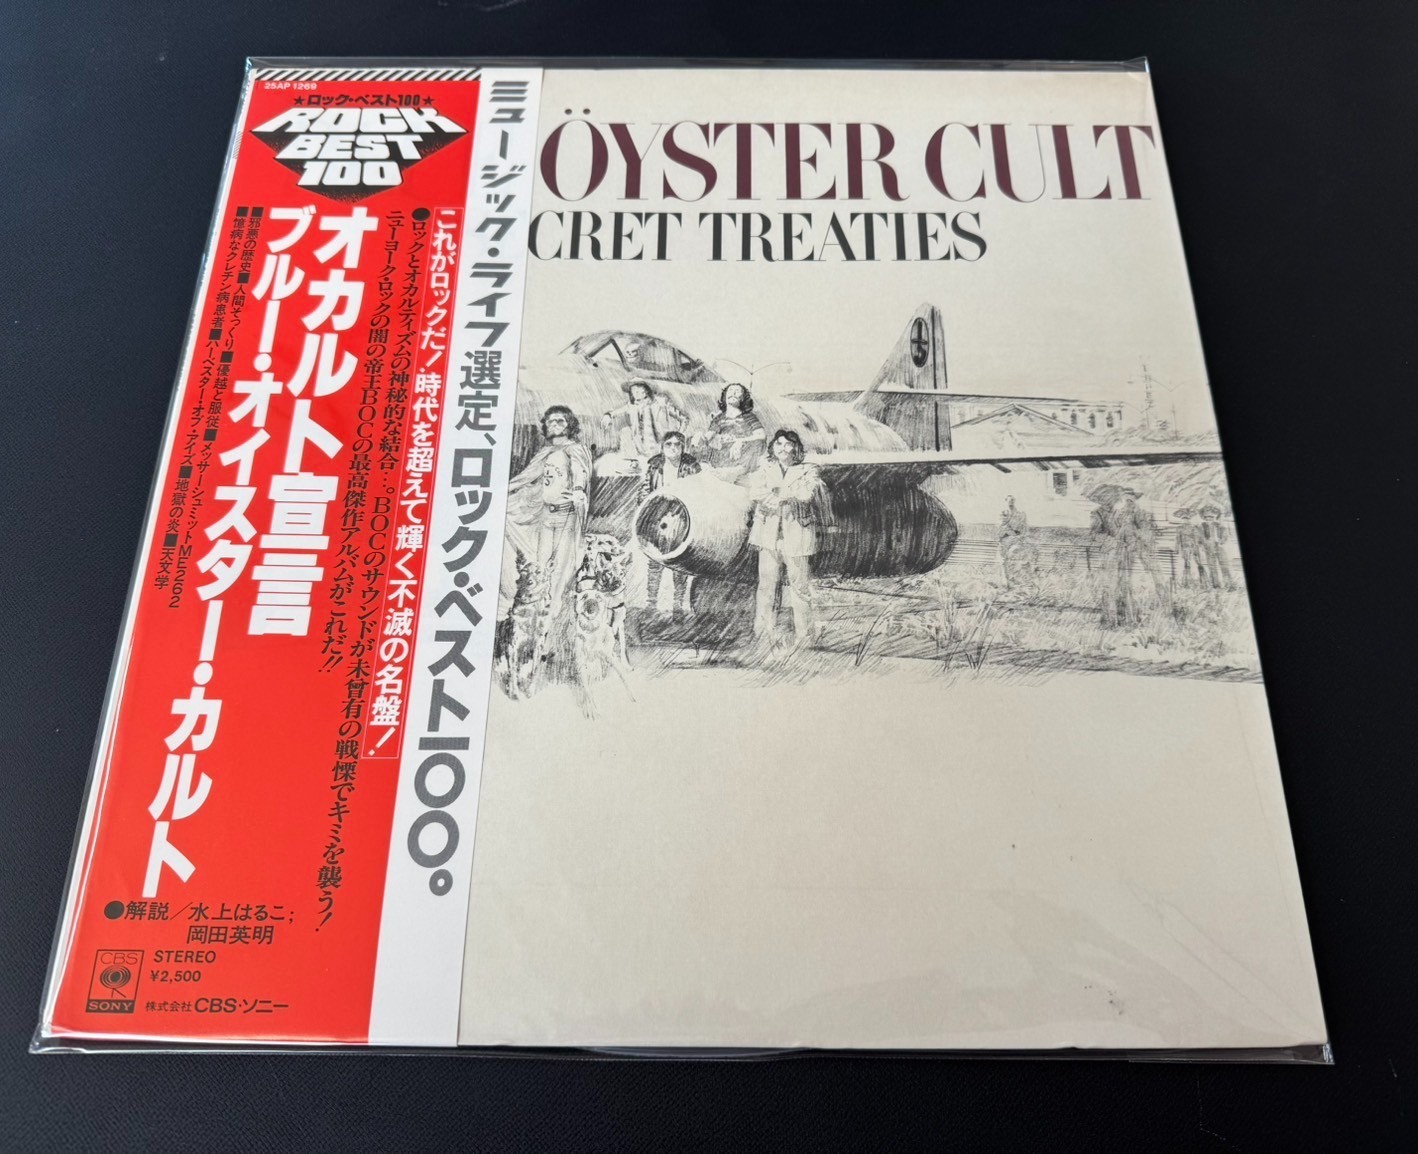 25AP 1269
★ロック・ベスト100★
ROCK
BEST
100
ミュージック・ライフ選定、ロック・ベスト一〇〇。
これがロックだ！時代を超えて輝く不滅の名盤！
●ロックとオカルティズムの神秘的な結合…。BOCのサウンドが未曾有の戦慄でキミを襲う！
ニューヨーク・ロックの闇の帝王BOCの最高傑作アルバムがこれだ!!
オカルト宣言
ブルー・オイスター・カルト
■邪悪の歴史■人間そっくり■優越と服従■メッサーシュミットME262
■臆病なクレチン病患者■ハーベスター・オブ・アイズ■地獄の炎■天文学
●解説／水上はるこ；
岡田英明
CBS
SONY
STEREO
¥2,500
株式会社 CBS・ソニー
ÖYSTER CULT
CRET TREATIES